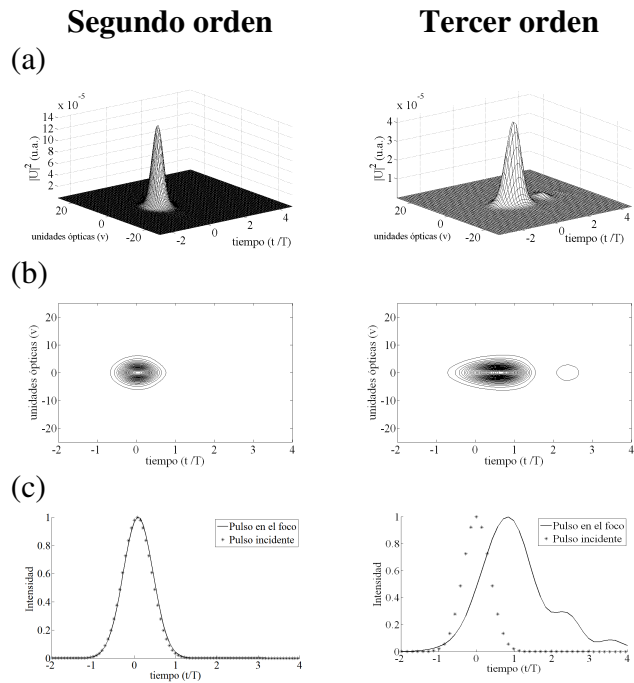 Segundo orden
Tercer orden
(a)
x 10-5
14
12
10
8
6
4
2
|U|2 (u.a.)
20
0
-20
unidades ópticas (v)
-2
0
2
4
tiempo (t /T)
x 10-5
4
3
2
1
|U|2 (u.a.)
20
0
-20
unidades ópticas (v)
-2
0
2
4
tiempo (t /T)
(b)
20
10
0
-10
-20
unidades ópticas (v)
-2 -1 0 1 2 3 4
tiempo (t /T)
20
10
0
-10
-20
unidades ópticas (v)
-2 -1 0 1 2 3 4
tiempo (t /T)
(c)
1
0.8
0.6
0.4
0.2
0
Intensidad
Pulso en el foco
Pulso incidente
-2 -1 0 1 2 3 4
tiempo (t/T)
1
0.8
0.6
0.4
0.2
0
Intensidad
Pulso en el foco
Pulso incidente
-2 -1 0 1 2 3 4
tiempo (t/T)